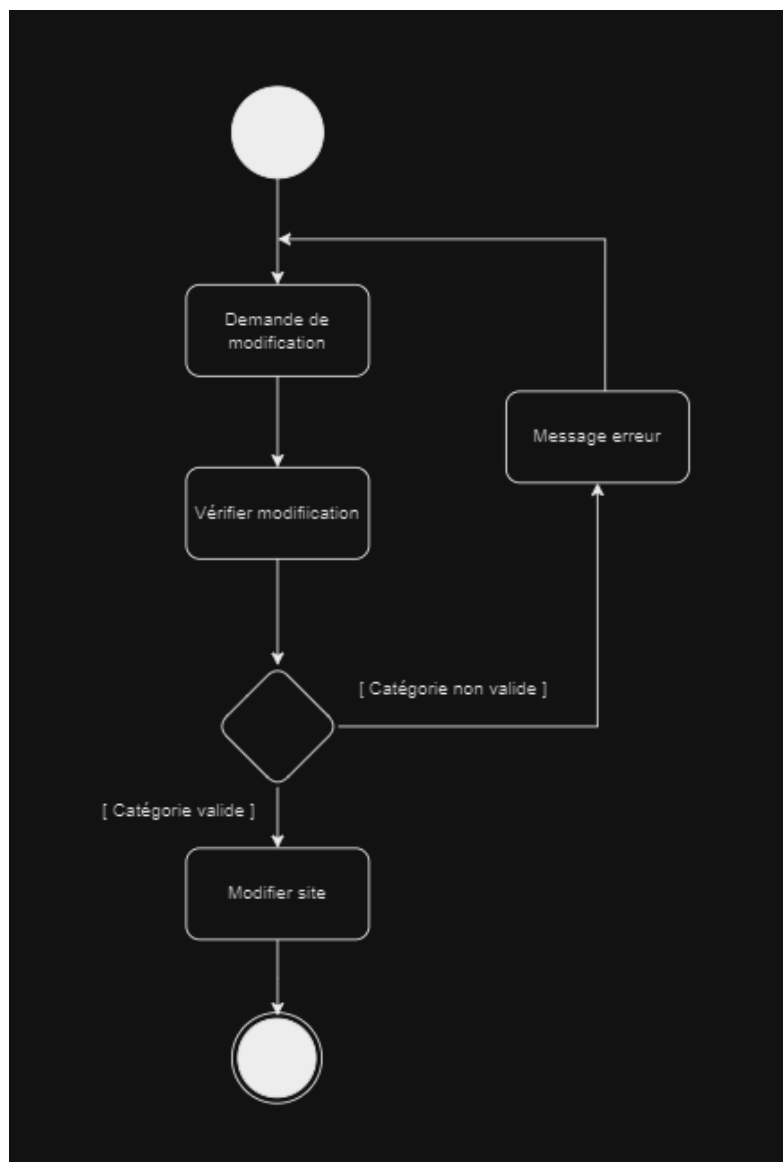 Demande de
modification
Message erreur
Vérifier modifiication
[ Catégorie non valide ]
[ Catégorie valide ]
Modifier site